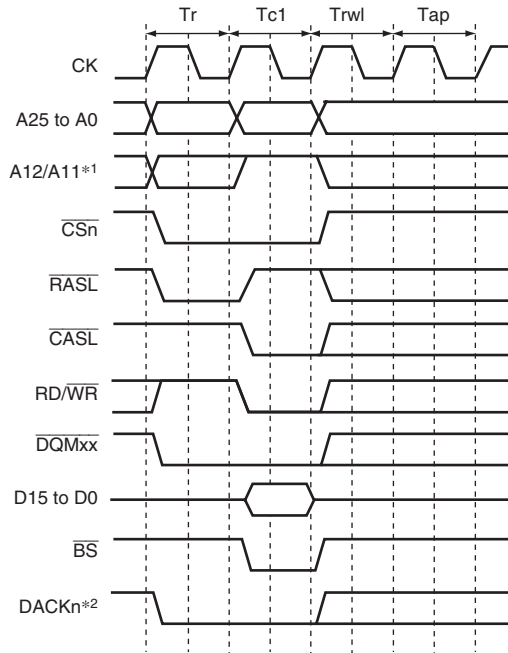 Tr Tc1 Trwl Tap
CK
A25 to A0
A12/A11*1
CSn
RASL
CASL
RD/WR
DQMxx
D15 to D0
BS
DACKn*2